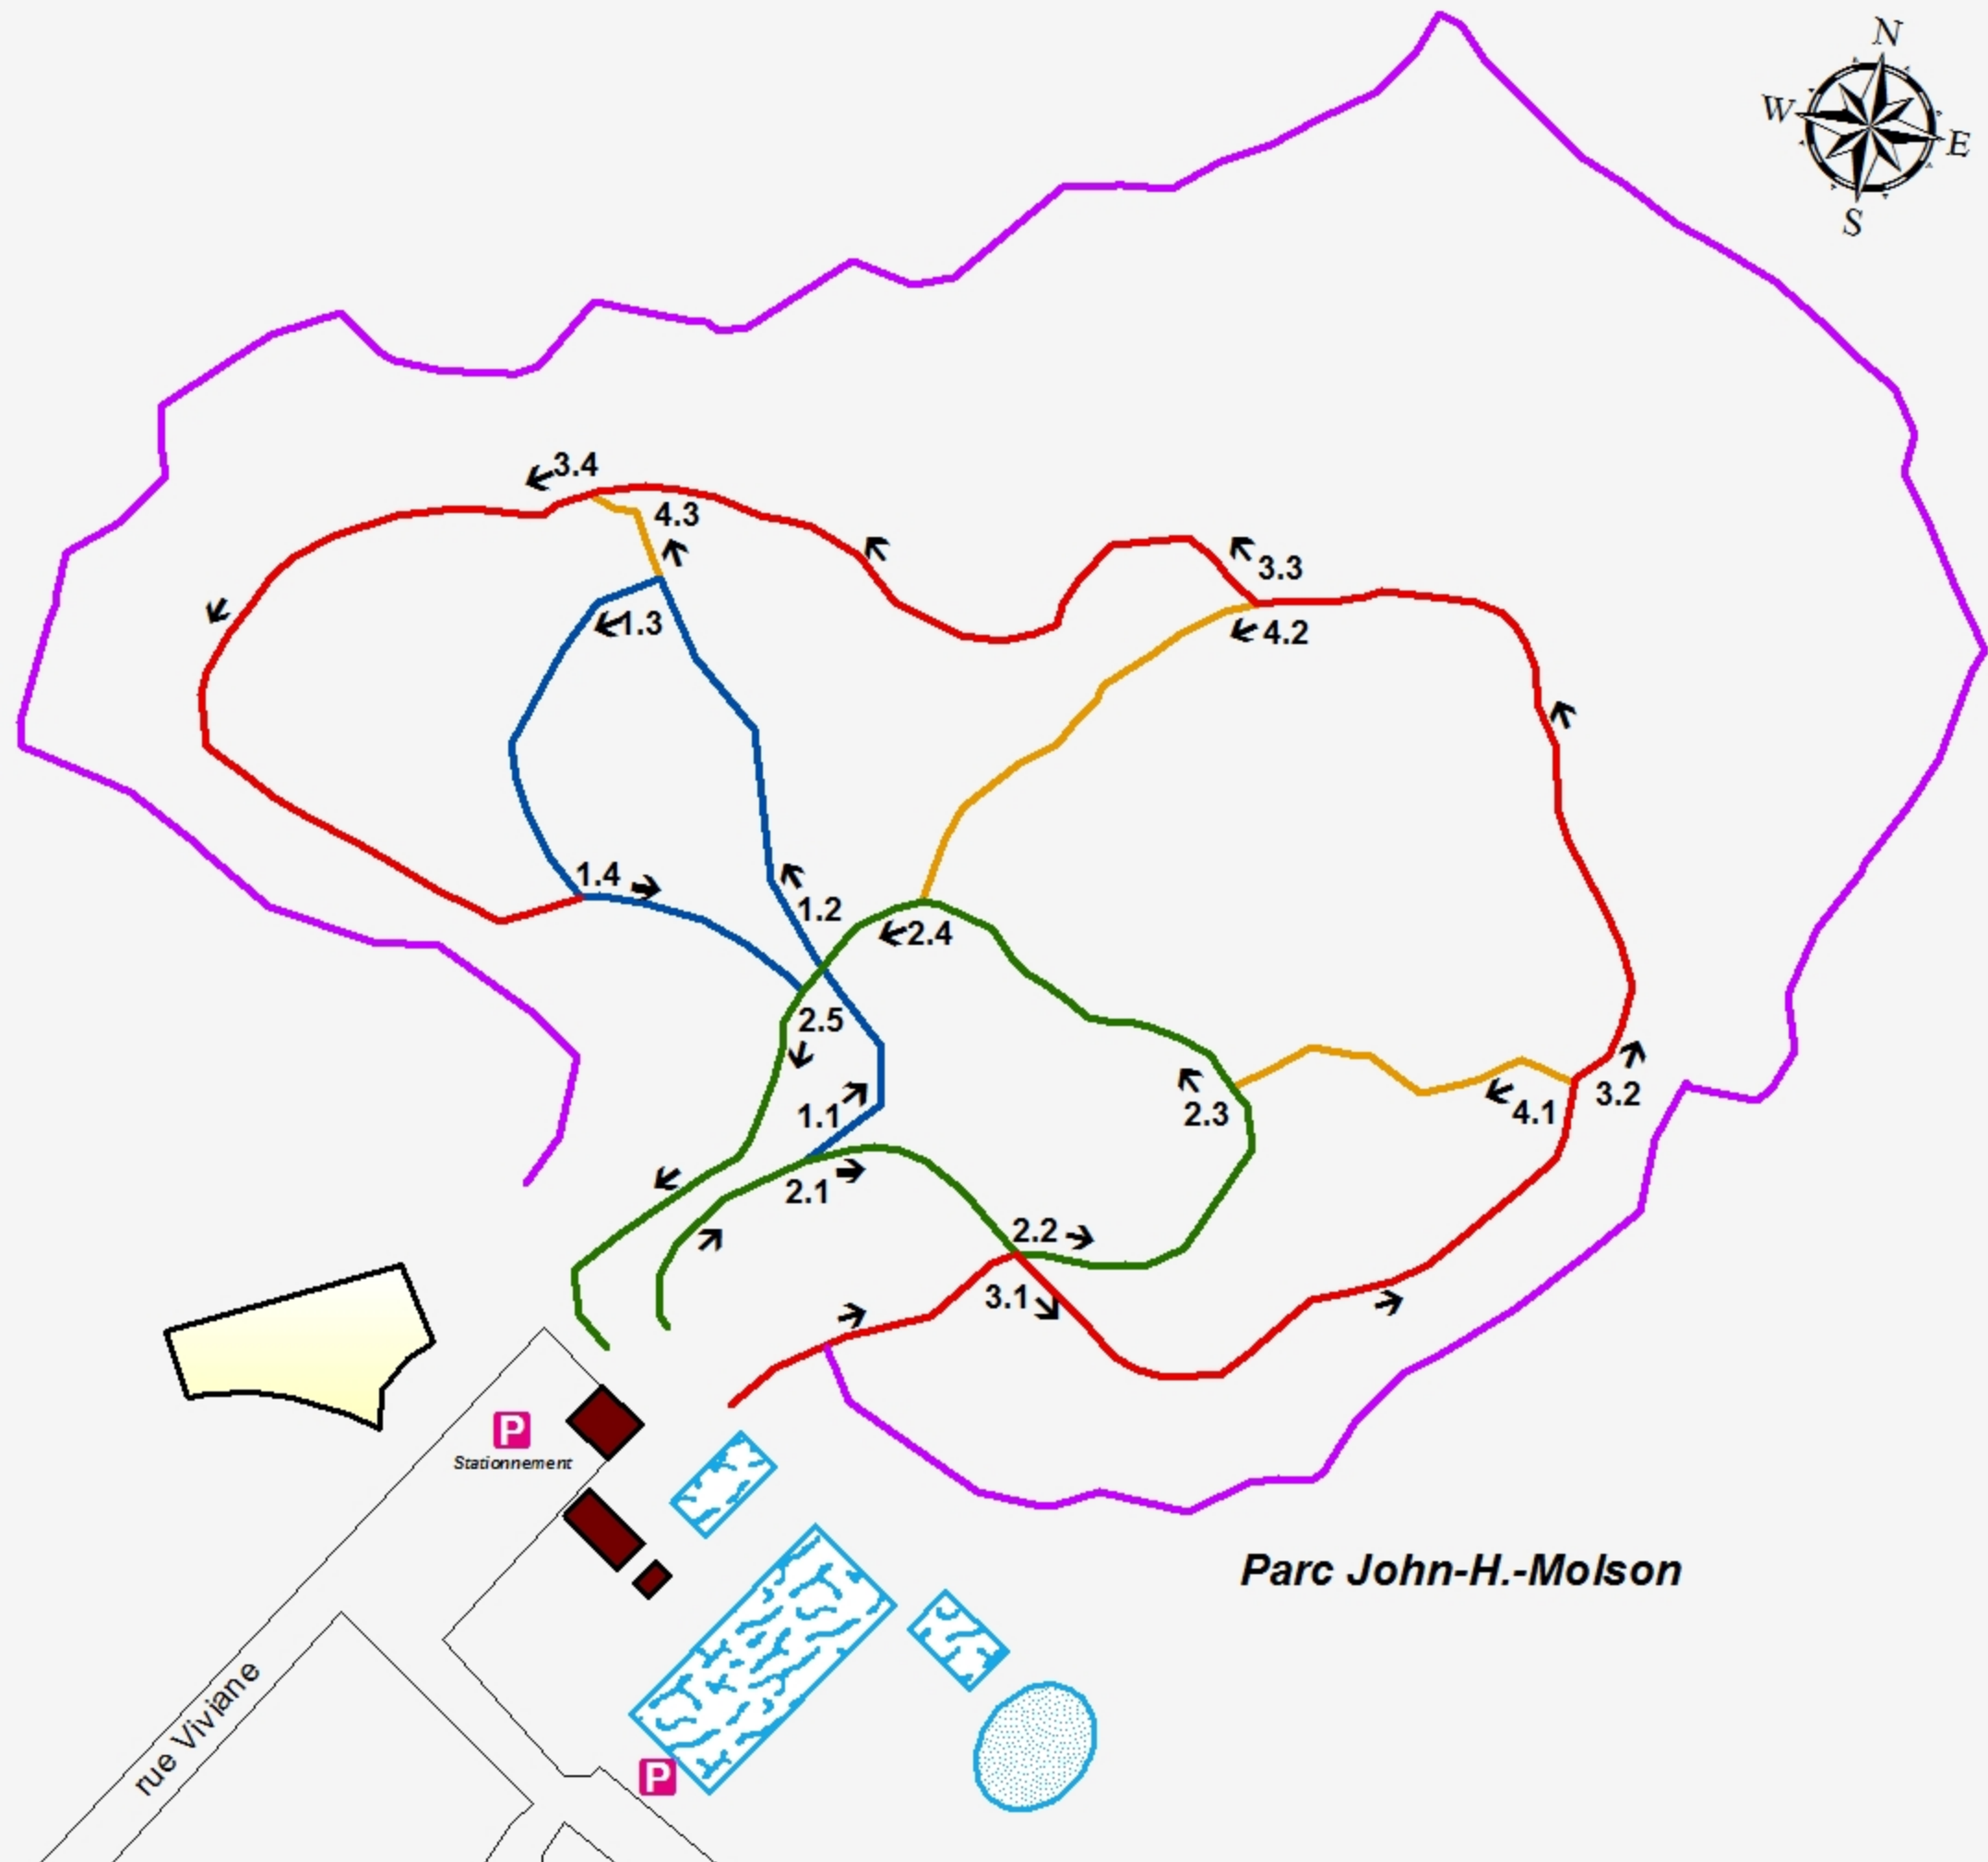 N
W
E
S
3.4
4.3
3.3
1.3
4.2
1.4
1.2
2.4
2.5
1.1
2.3
4.1
3.2
2.1
2.2
3.1
P
Stationnement
Parc John-H.-Molson
rue Viviane
P